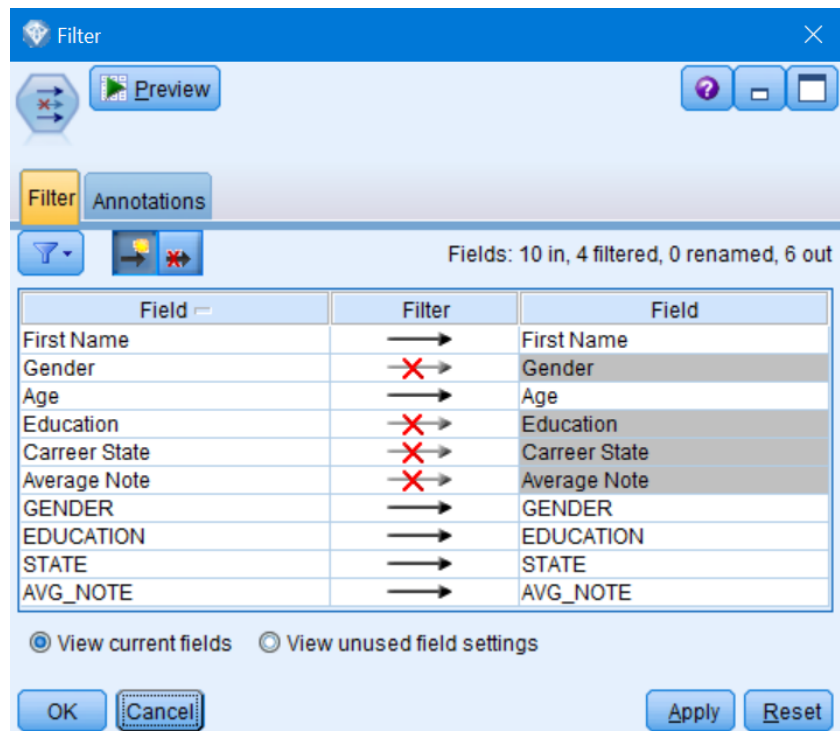 Filter
Preview
Filter Annotations
Fields: 10 in, 4 filtered, 0 renamed, 6 out
Field Filter Field
First Name First Name
Gender Gender
Age Age
Education Education
Carreer State Carreer State
Average Note Average Note
GENDER GENDER
EDUCATION EDUCATION
STATE STATE
AVG_NOTE AVG_NOTE
View current fields View unused field settings
OK Cancel Apply Reset